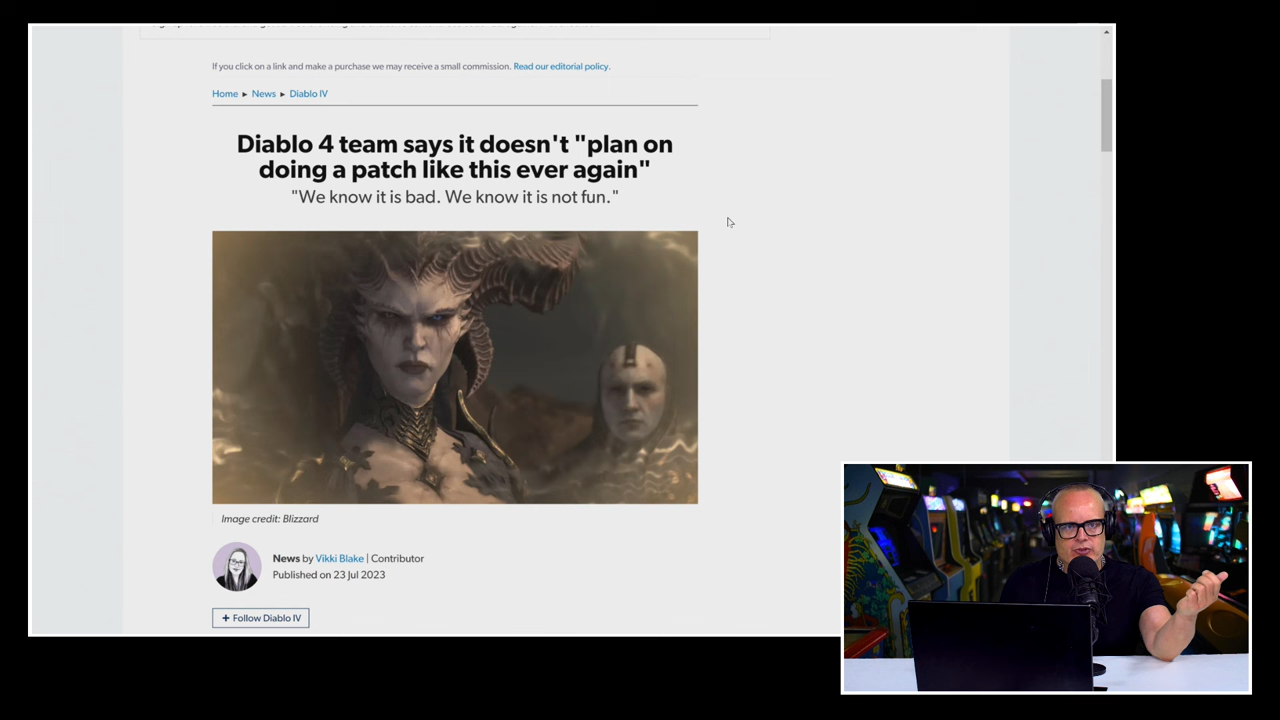 If you click on a link and make a purchase we may receive a small commission. Read our editorial policy.
Home ▸ News ▸ Diablo IV
Diablo 4 team says it doesn't "plan on
doing a patch like this ever again"
"We know it is bad. We know it is not fun."
Image credit: Blizzard
News by Vikki Blake | Contributor
Published on 23 Jul 2023
+ Follow Diablo IV